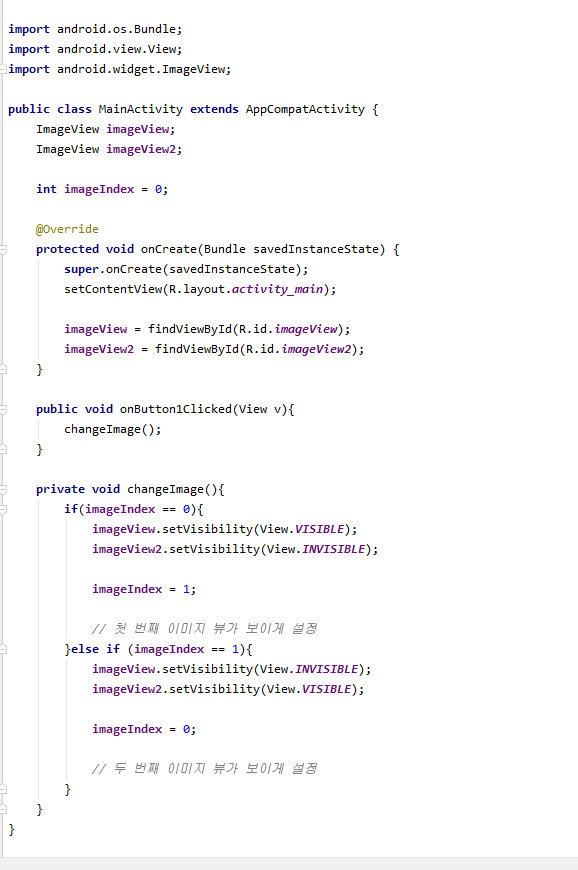 import android.os.Bundle;
import android.view.View;
import android.widget.ImageView;
public class MainActivity extends AppCompatActivity {
ImageView imageView;
ImageView imageView2;
int imageIndex = 0;
@Override
protected void onCreate(Bundle savedInstanceState) {
super.onCreate(savedInstanceState);
setContentView(R.layout.activity_main);
imageView = findViewById(R.id.imageView);
imageView2 = findViewById(R.id.imageView2);
}
public void onButton1Clicked(View v){
changeImage();
}
private void changeImage(){
if(imageIndex == 0){
imageView.setVisibility(View.VISIBLE);
imageView2.setVisibility(View.INVISIBLE);
imageIndex = 1;
// 첫 번째 이미지 뷰가 보이게 설정
}else if (imageIndex == 1){
imageView.setVisibility(View.INVISIBLE);
imageView2.setVisibility(View.VISIBLE);
imageIndex = 0;
// 두 번째 이미지 뷰가 보이게 설정
}
}
}